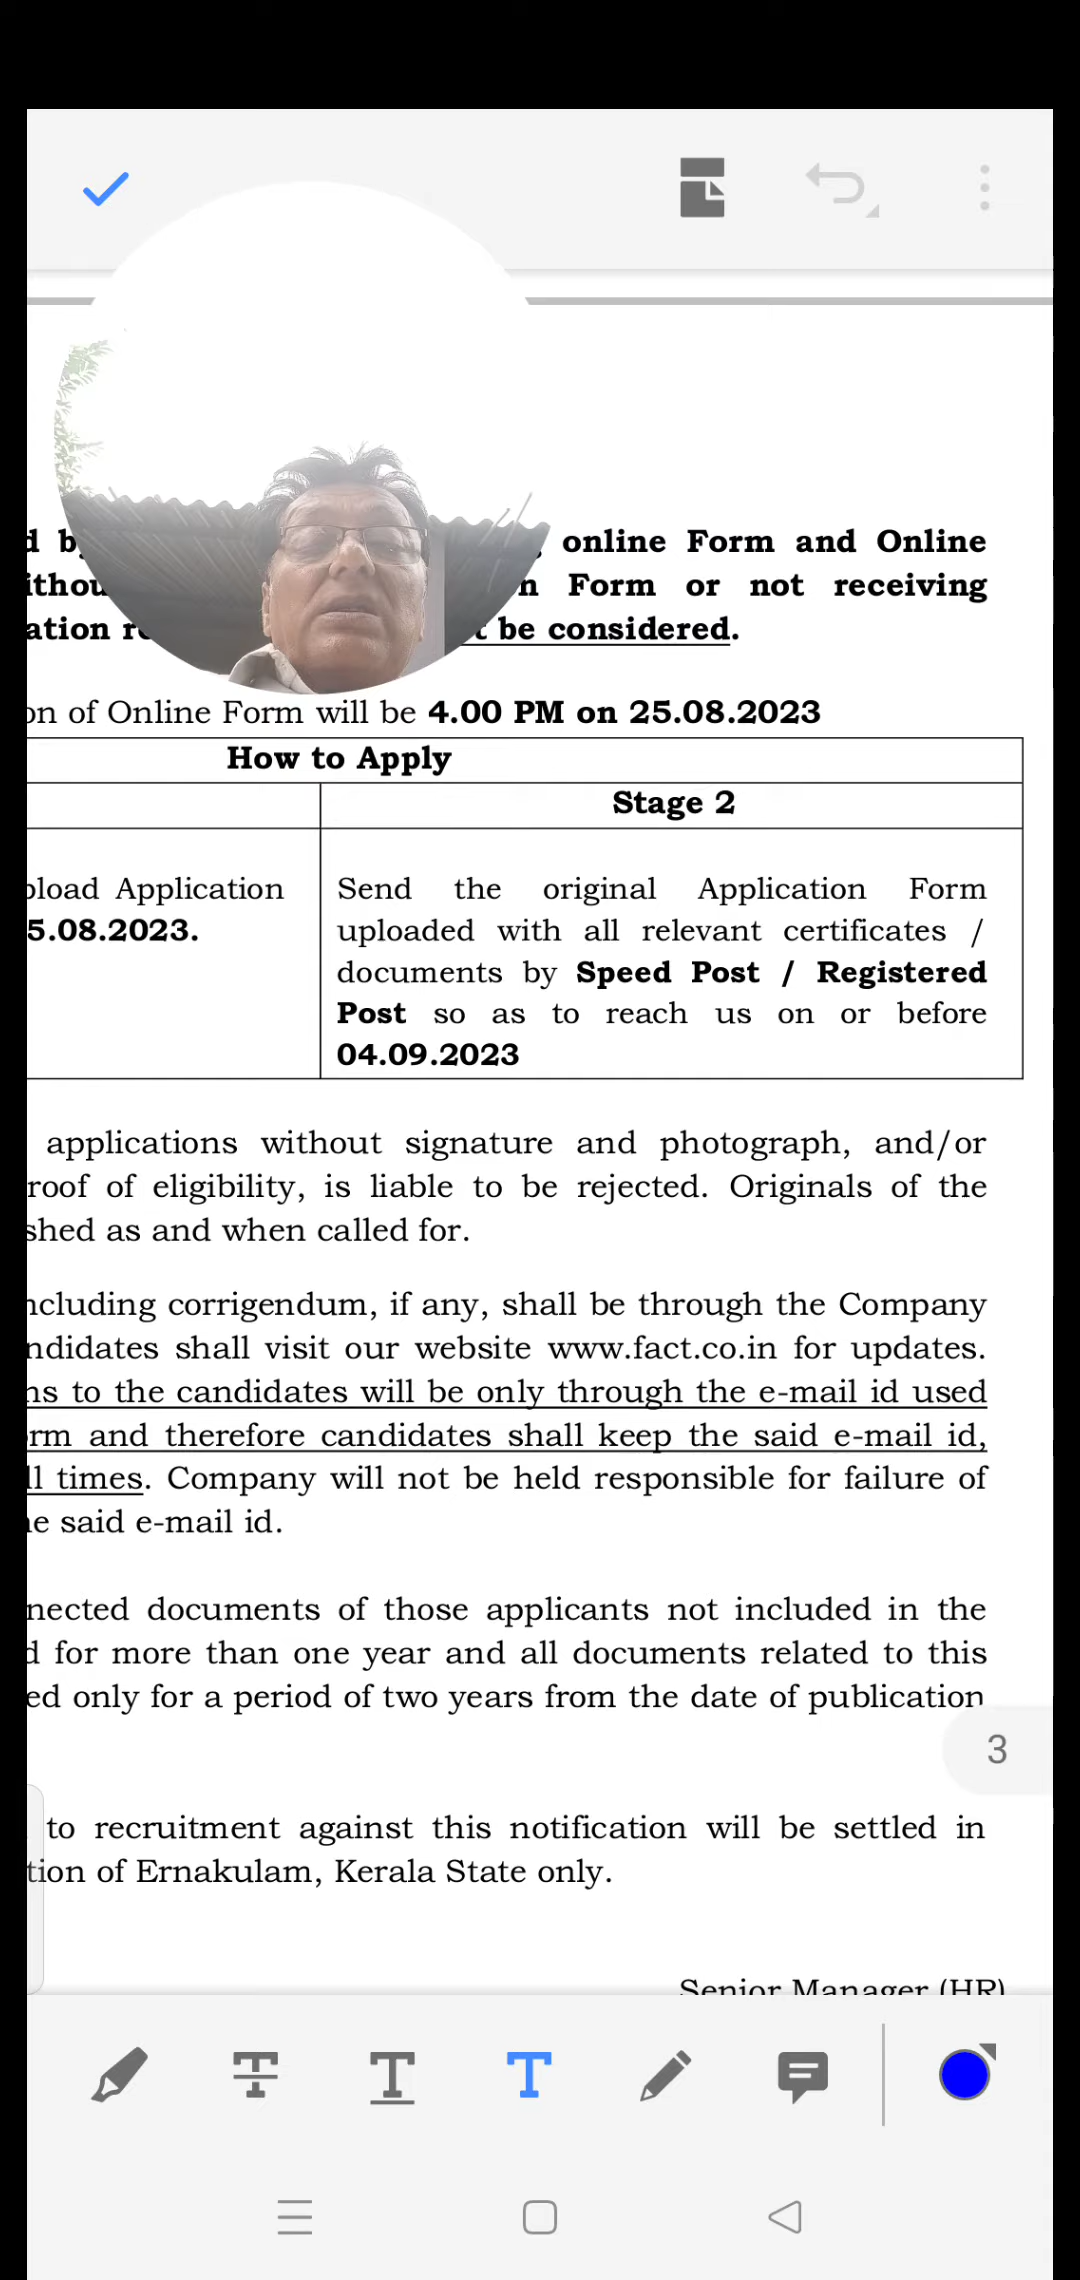 online Form and Online
Form or not receiving
be considered.
of Online Form will be 4.00 PM on 25.08.2023
How to Apply
Stage 2
Application
5.08.2023.
Send the original Application Form
uploaded with all relevant certificates /
documents by Speed Post / Registered
Post so as to reach us on or before
04.09.2023
applications without signature and photograph, and/or
roof of eligibility, is liable to be rejected. Originals of the
shed as and when called for.
corrigendum, if any, shall be through the Company
ndidates shall visit our website www.fact.co.in for updates.
to the candidates will be only through the e-mail id used
rm and therefore candidates shall keep the said e-mail id,
times. Company will not be held responsible for failure of
said e-mail id.
nected documents of those applicants not included in the
for more than one year and all documents related to this
ed only for a period of two years from the date of publication
3
to recruitment against this notification will be settled in
tion of Ernakulam, Kerala State only.
Senior Manager (HR)